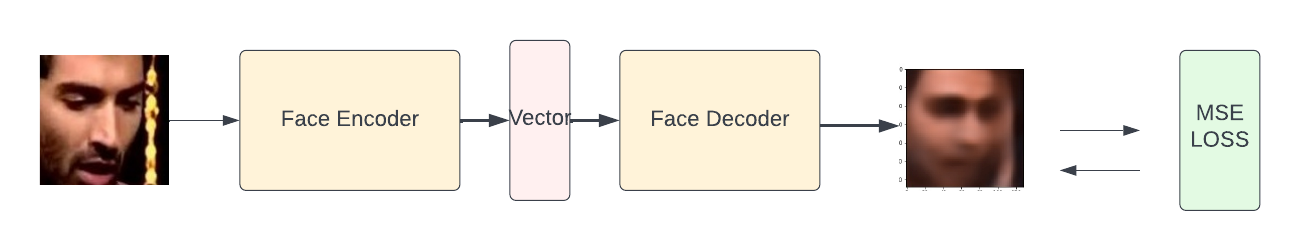 Face Encoder
Vector
Face Decoder
MSE
LOSS